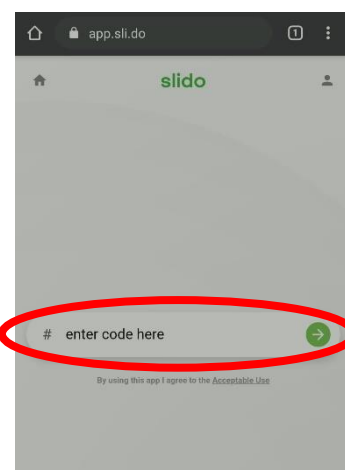 app.sli.do 1
slido
# enter code here
By using this app I agree to the Acceptable Use